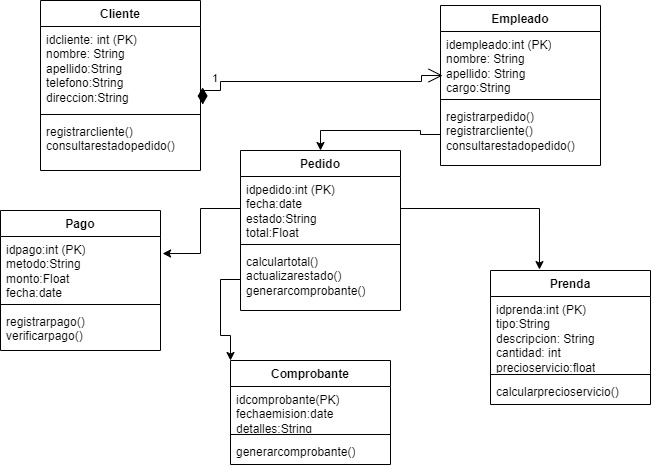 Cliente
idcliente: int (PK)
nombre: String
apellido:String
telefono:String
direccion:String
registrarcliente()
consultarestadopedido()
1
Empleado
idempleado:int (PK)
nombre: String
apellido: String
cargo:String
registrarpedido()
registrarcliente()
consultarestadopedido()
Pedido
idpedido:int (PK)
fecha:date
estado:String
total:Float
calculartotal()
actualizarestado()
generarcomprobante()
Pago
idpago:int (PK)
metodo:String
monto:Float
fecha:date
registrarpago()
verificarpago()
Prenda
idprenda:int (PK)
tipo:String
descripcion: String
cantidad: int
precioservicio:float
calcularprecioservicio()
Comprobante
idcomprobante(PK)
fechaemision:date
detalles:String
generarcomprobante()